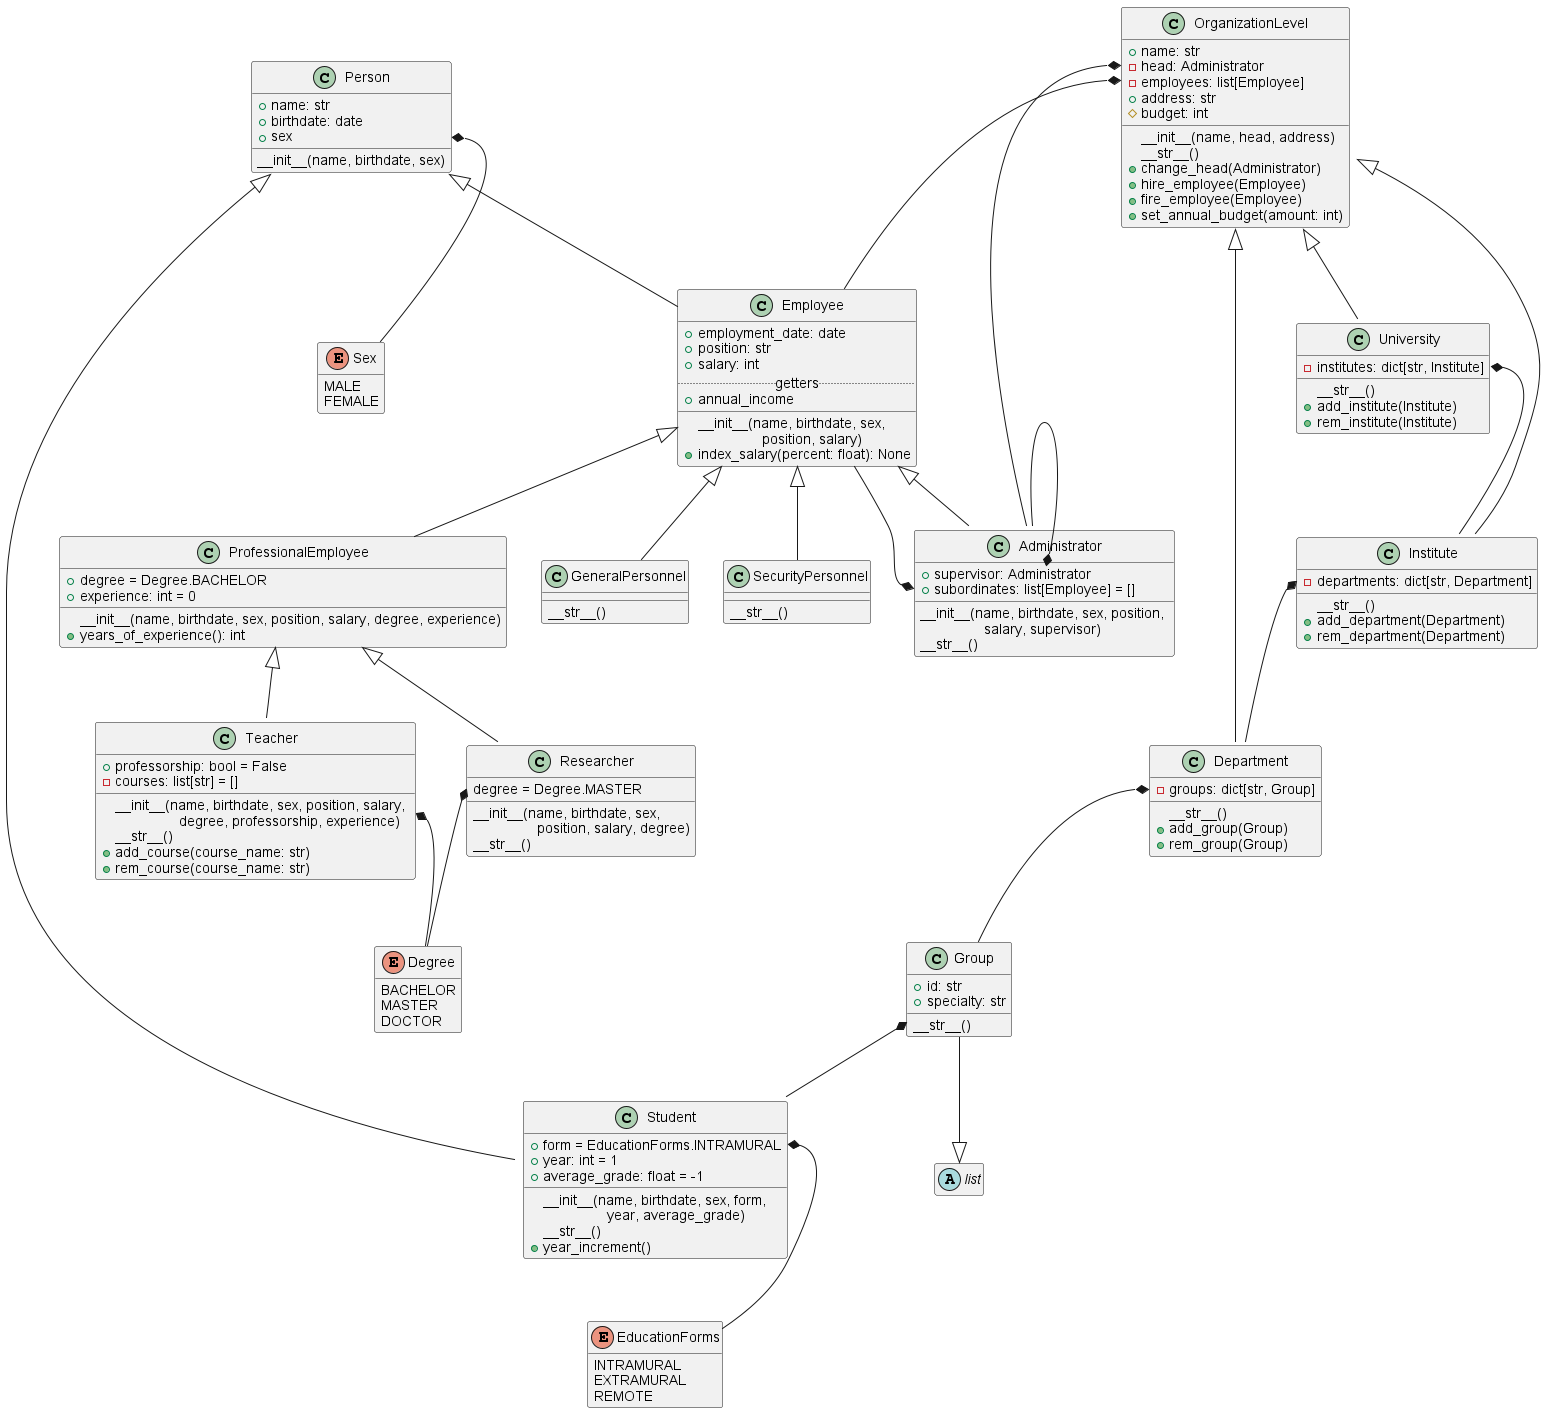 C OrganizationLevel
+ name: str
head: Administrator
employees: list[Employee]
address: str
budget: int
__init__(name, head, address)
__str__()
change_head(Administrator)
hire_employee(Employee)
fire_employee(Employee)
set_annual_budget(amount: int)
C Person
name: str
birthdate: date
sex
__init__(name, birthdate, sex)
C Employee
employment_date: date
position: str
salary: int
getters
annual_income
__init__(name, birthdate, sex,
position, salary)
index_salary(percent: float): None
E Sex
MALE
FEMALE
C University
institutes: dict[str, Institute]
__str__()
add_institute(Institute)
rem_institute(Institute)
C ProfessionalEmployee
degree = Degree.BACHELOR
experience: int = 0
__init__(name, birthdate, sex, position, salary, degree, experience)
years_of_experience(): int
C GeneralPersonnel
__str__()
C SecurityPersonnel
__str__()
C Administrator
supervisor: Administrator
subordinates: list[Employee] = []
__init__(name, birthdate, sex, position,
salary, supervisor)
__str__()
C Institute
departments: dict[str, Department]
__str__()
add_department(Department)
rem_department(Department)
C Teacher
professorship: bool = False
courses: list[str] = []
__init__(name, birthdate, sex, position, salary,
degree, professorship, experience)
__str__()
add_course(course_name: str)
rem_course(course_name: str)
C Researcher
degree = Degree.MASTER
__init__(name, birthdate, sex,
position, salary, degree)
__str__()
C Department
groups: dict[str, Group]
__str__()
add_group(Group)
rem_group(Group)
E Degree
BACHELOR
MASTER
DOCTOR
C Group
id: str
specialty: str
__str__()
C Student
form = EducationForms.INTRAMURAL
year: int = 1
average_grade: float = -1
__init__(name, birthdate, sex, form,
year, average_grade)
__str__()
year_increment()
A list
E EducationForms
INTRAMURAL
EXTRAMURAL
REMOTE